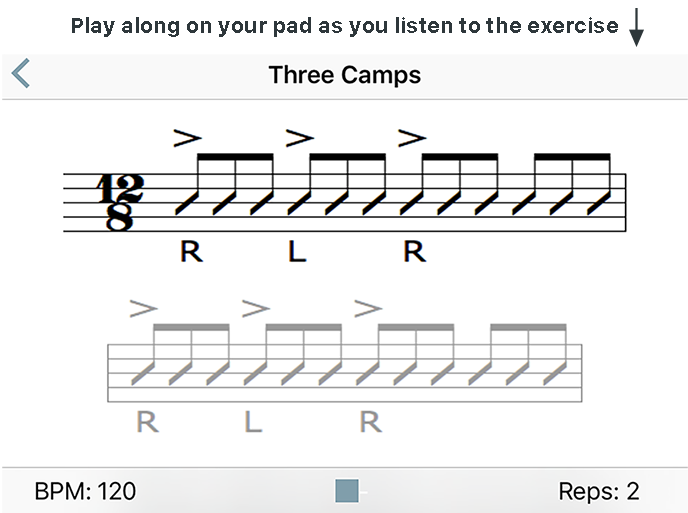 Play along on your pad as you listen to the exercise
Three Camps
12
8
R L R
R L R
BPM: 120 Reps: 2